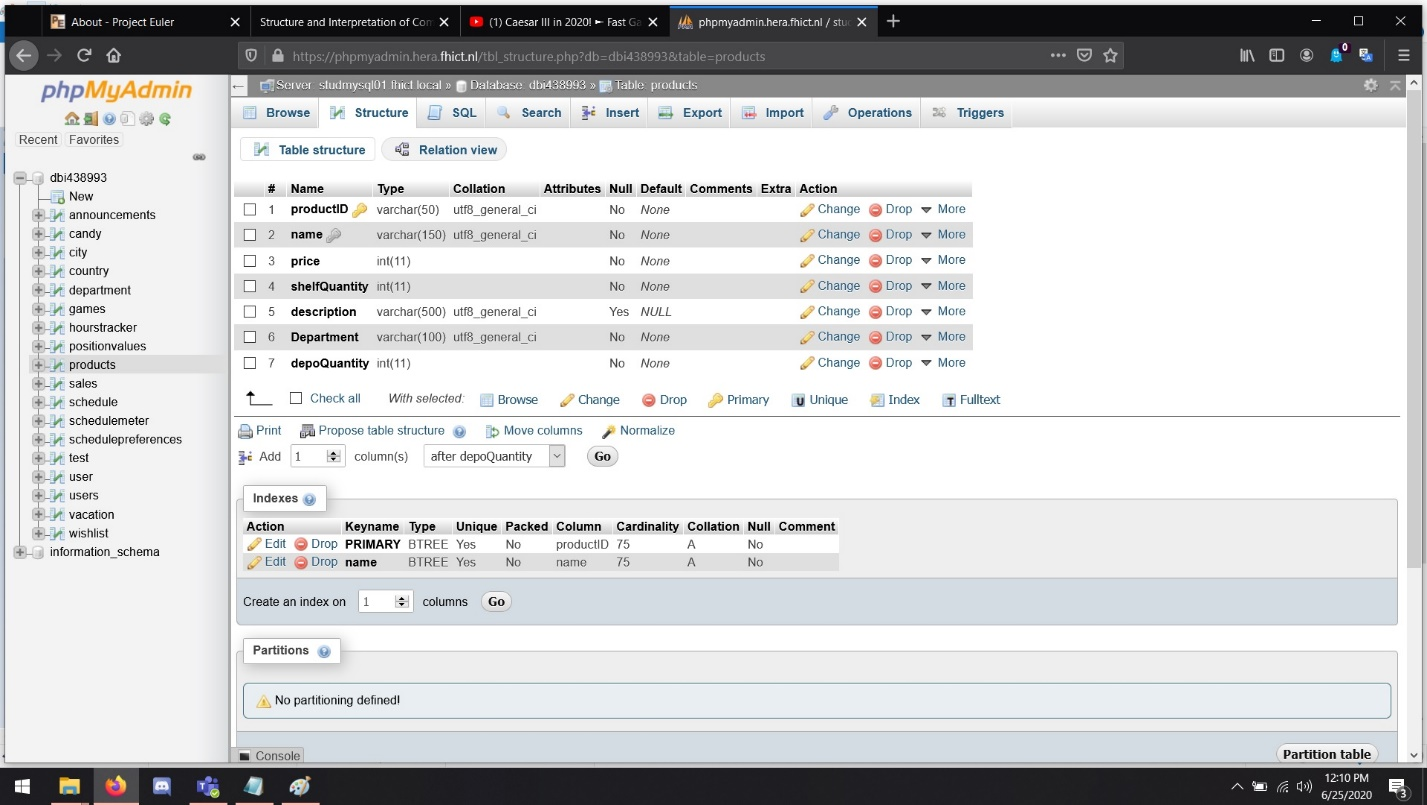 About - Project Euler
Structure and Interpretation of Com
(1) Caesar III in 2020! ► Fast Ga
phpmyadmin.hera.fhict.nl / stud
https://phpmyadmin.hera.fhict.nl/tbl_structure.php?db=dbi438993&table=products
0
phpMyAdmin
Recent Favorites
dbi438993
New
announcements
candy
city
country
department
games
hourstracker
positionvalues
products
sales
schedule
schedulemeter
schedulepreferences
test
user
users
vacation
wishlist
information_schema
Server studmysql01 fhict local » Database dbi438993 » Table products
Browse Structure SQL Search Insert Export Import Operations Triggers
Table structure Relation view
# Name Type Collation Attributes Null Default Comments Extra Action
1 productID varchar(50) utf8_general_ci No None Change Drop More
2 name varchar(150) utf8_general_ci No None Change Drop More
3 price int(11) No None Change Drop More
4 shelfQuantity int(11) No None Change Drop More
5 description varchar(500) utf8_general_ci Yes NULL Change Drop More
6 Department varchar(100) utf8_general_ci No None Change Drop More
7 depoQuantity int(11) No None Change Drop More
Check all With selected: Browse Change Drop Primary Unique Index Fulltext
Print Propose table structure Move columns Normalize
Add 1 column(s) after depoQuantity Go
Indexes
Action Keyname Type Unique Packed Column Cardinality Collation Null Comment
Edit Drop PRIMARY BTREE Yes No productID 75 A No
Edit Drop name BTREE Yes No name 75 A No
Create an index on 1 columns Go
Partitions
No partitioning defined!
Partition table
Console
12:10 PM
6/25/2020
3